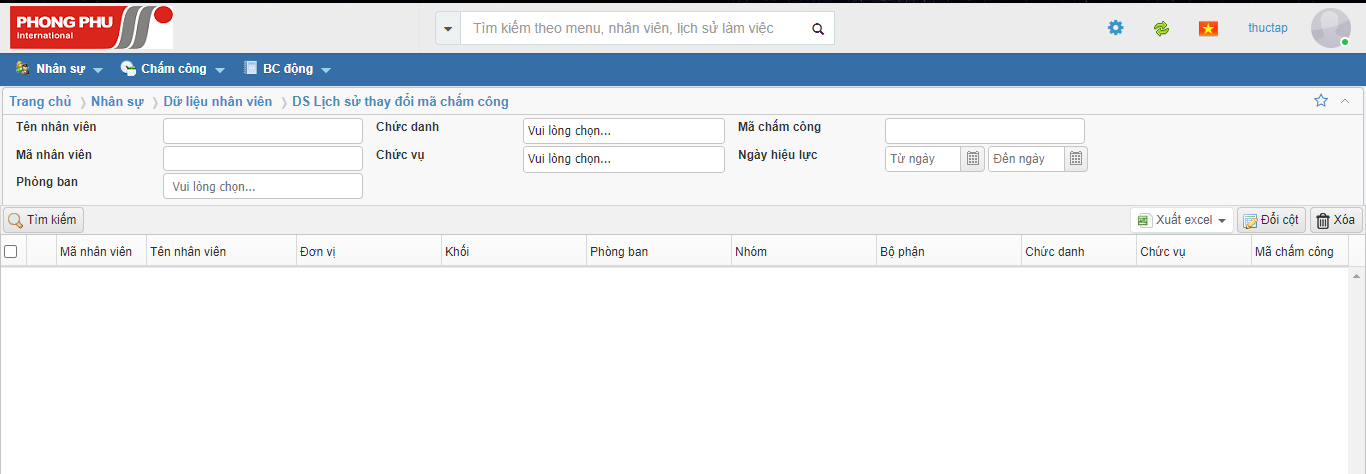 PHONG PHU
International
Tìm kiếm theo menu, nhân viên, lịch sử làm việc
thuctap
Nhân sự Chấm công BC động
Trang chủ Nhân sự Dữ liệu nhân viên DS Lịch sử thay đổi mã chấm công
Tên nhân viên Chức danh Vui lòng chọn... Mã chấm công
Mã nhân viên Chức vụ Vui lòng chọn... Ngày hiệu lực Từ ngày Đến ngày
Phòng ban Vui lòng chọn...
Tìm kiếm Xuất excel Đổi cột Xóa
Mã nhân viên Tên nhân viên Đơn vị Khối Phòng ban Nhóm Bộ phận Chức danh Chức vụ Mã chấm công